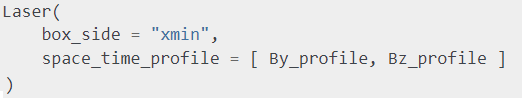 Laser(
    box_side = "xmin",
    space_time_profile = [ By_profile, Bz_profile ]
)